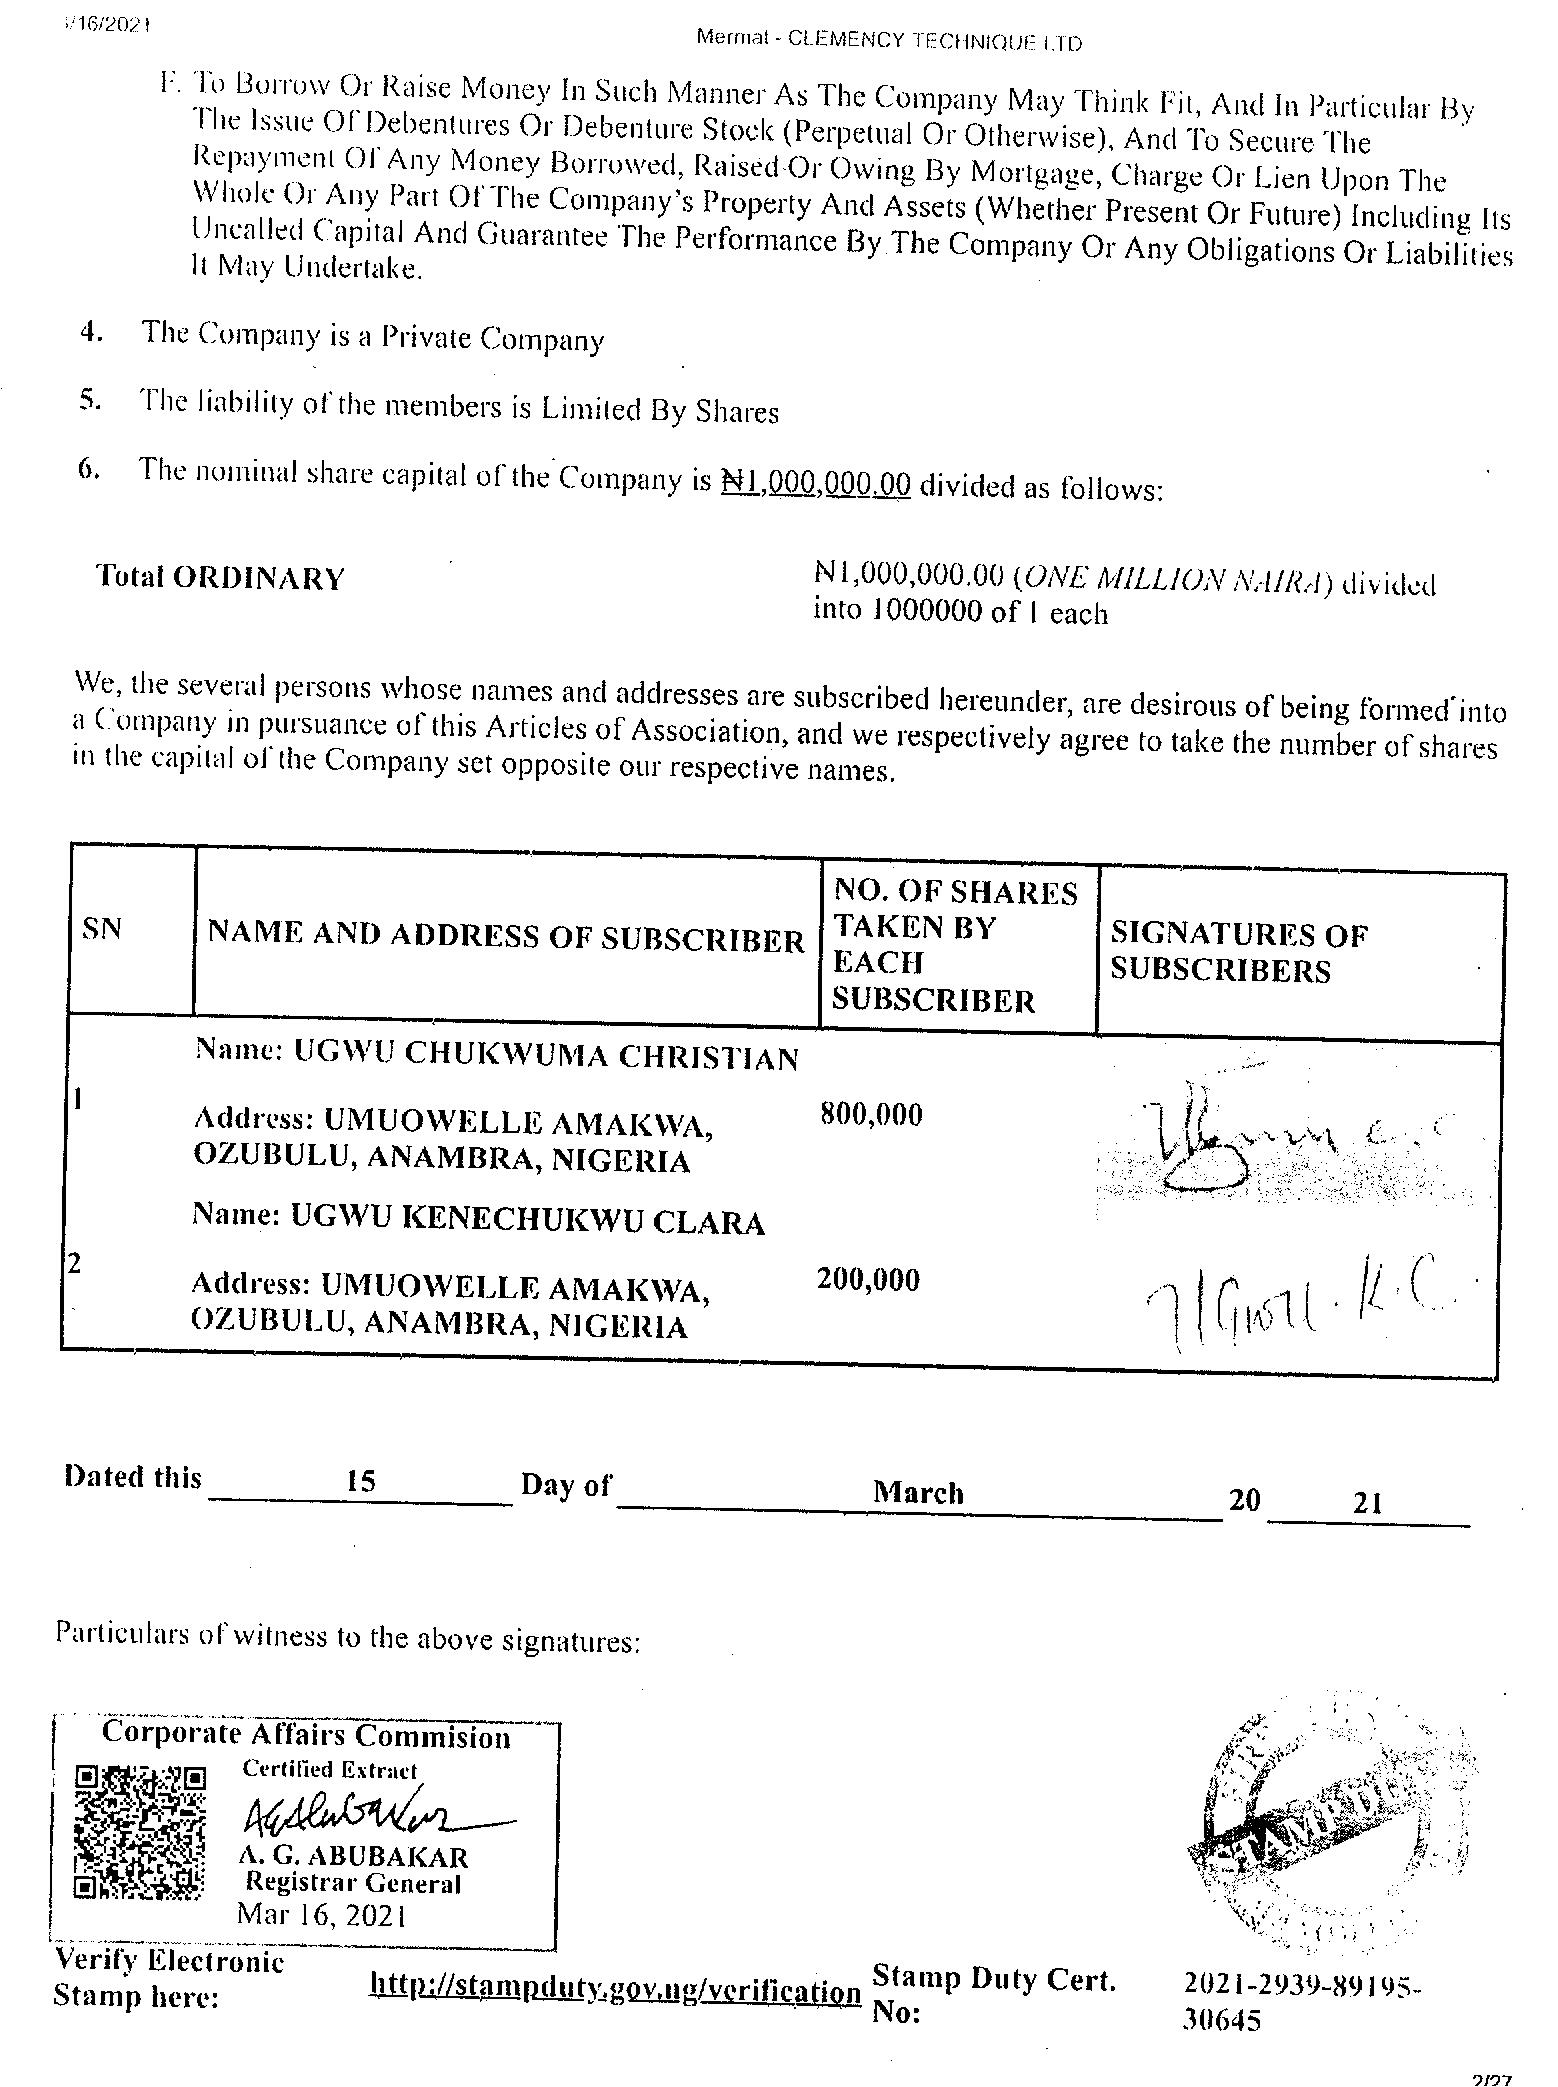 /16/2021
Mermat - CLEMENCY TECHNIQUE LTD
F. To Borrow Or Raise Money In Such Manner As The Company May Think Fit, And In Particular By
The Issue Of Debentures Or Debenture Stock (Perpetual Or Otherwise), And To Secure The
Repayment Of Any Money Borrowed, Raised Or Owing By Mortgage, Charge Or Lien Upon The
Whole Or Any Part Of The Company's Property And Assets (Whether Present Or Future) Including Its
Uncalled Capital And Guarantee The Performance By The Company Or Any Obligations Or Liabilities
It May Undertake.
4. The Company is a Private Company
5. The liability of the members is Limited By Shares
6. The nominal share capital of the Company is ₦1,000,000.00 divided as follows:
Total ORDINARY
N1,000,000.00 (ONE MILLION NAIRA) divided
into 1000000 of 1 each
We, the several persons whose names and addresses are subscribed hereunder, are desirous of being formed into
a Company in pursuance of this Articles of Association, and we respectively agree to take the number of shares
in the capital of the Company set opposite our respective names.
SN
NAME AND ADDRESS OF SUBSCRIBER
NO. OF SHARES
TAKEN BY
EACH
SUBSCRIBER
SIGNATURES OF
SUBSCRIBERS
1
Name: UGWU CHUKWUMA CHRISTIAN
Address: UMUOWELLE AMAKWA,
OZUBULU, ANAMBRA, NIGERIA
800,000
2
Name: UGWU KENECHUKWU CLARA
Address: UMUOWELLE AMAKWA,
OZUBULU, ANAMBRA, NIGERIA
200,000
Ugwu. K.C.
Dated this 15 Day of March 20 21
Particulars of witness to the above signatures:
Corporate Affairs Commision
Certified Extract
A. G. ABUBAKAR
Registrar General
Mar 16, 2021
STAMP DUTIES
Verify Electronic
Stamp here:
http://stampduty.gov.ng/verification
Stamp Duty Cert.
No:
2021-2939-89195-
30645
2/27